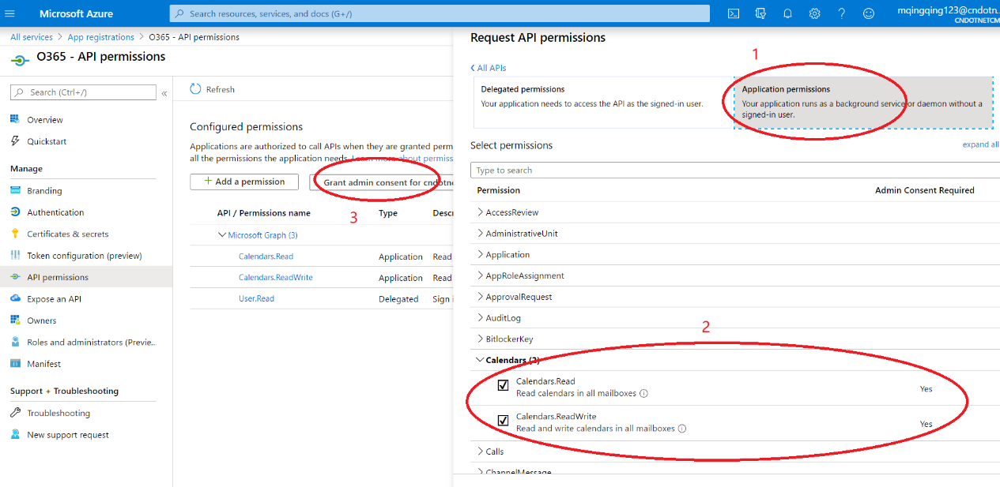 Microsoft Azure
Search resources, services, and docs (G+/)
mqingqing123@cndotn...
CNDOTNETCM
All services > App registrations > O365 - API permissions
O365 - API permissions
Search (Ctrl+/)
«
Overview
Quickstart
Manage
Branding
Authentication
Certificates & secrets
Token configuration (preview)
API permissions
Expose an API
Owners
Roles and administrators (Previe...
Manifest
Support + Troubleshooting
Troubleshooting
New support request
Refresh
Configured permissions
Applications are authorized to call APIs when they are granted perm
all the permissions the application needs. Learn more about permiss
+ Add a permission
Grant admin consent for cndotne
3
API / Permissions name Type Descr
Microsoft Graph (3)
Calendars.Read Application Read
Calendars.ReadWrite Application Read
User.Read Delegated Sign i
Request API permissions
1
All APIs
Delegated permissions
Your application needs to access the API as the signed-in user.
Application permissions
Your application runs as a background service or daemon without a
signed-in user.
Select permissions
expand all
Type to search
Permission Admin Consent Required
AccessReview
AdministrativeUnit
Application
AppRoleAssignment
ApprovalRequest
AuditLog
2
BitlockerKey
Calendars (2)
Calendars.Read
Read calendars in all mailboxes
Yes
Calendars.ReadWrite
Read and write calendars in all mailboxes
Yes
Calls
ChannelMessage